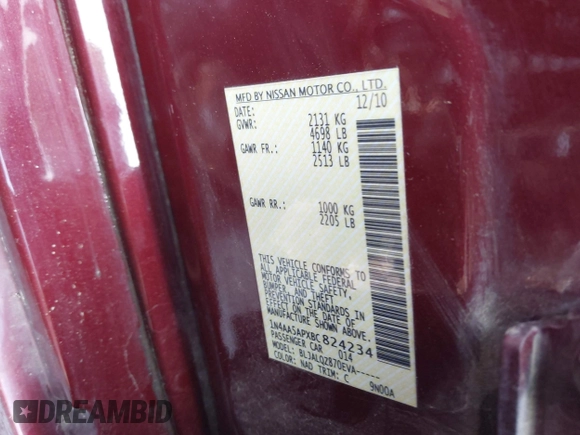 MFD BY NISSAN MOTOR CO., LTD.
DATE: 12/10
GVWR: 2131 KG
4698 LB
GAWR FR.: 1140 KG
2513 LB
GAWR RR.: 1000 KG
2205 LB
THIS VEHICLE CONFORMS TO
ALL APPLICABLE FEDERAL
MOTOR VEHICLE SAFETY,
BUMPER, AND THEFT
PREVENTION STANDARDS IN
EFFECT ON THE DATE OF
MANUFACTURE SHOWN ABOVE.
1N4AA5APXBC824234
PASSENGER CAR 014
MODEL: BLJALQ2870EVA-----
COLOR: NAD TRIM: C 9N00A
DREAMBID